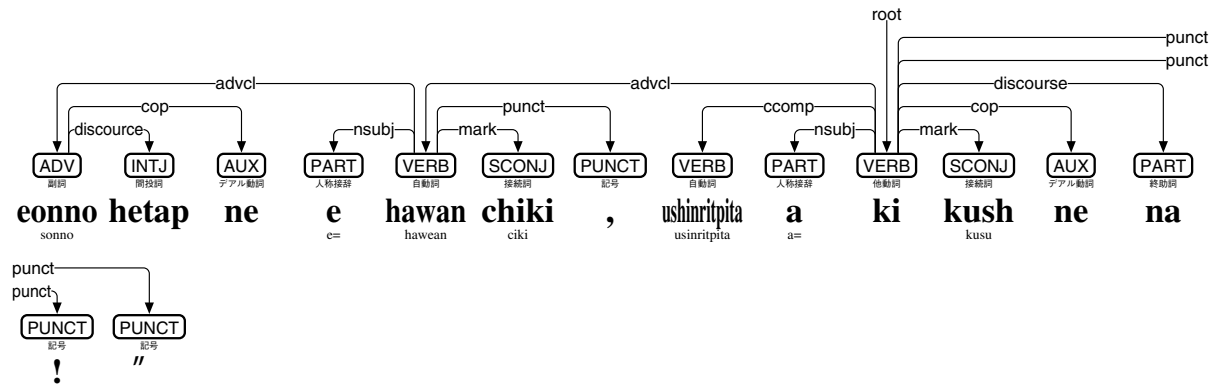 root
punct
punct
advcl advcl discourse
cop punct ccomp cop
discource nsubj mark nsubj mark
ADV INTJ AUX PART VERB SCONJ PUNCT VERB PART VERB SCONJ AUX PART
副詞 間投詞 デアル動詞 人称接辞 自動詞 接続詞 記号 自動詞 人称接辞 他動詞 接続詞 デアル動詞 終助詞
eonno hetap ne e hawan chiki , ushinritpita a ki kush ne na
sonno e= hawean ciki usinritpita a= kusu
punct
punct
PUNCT PUNCT
記号 記号
! "